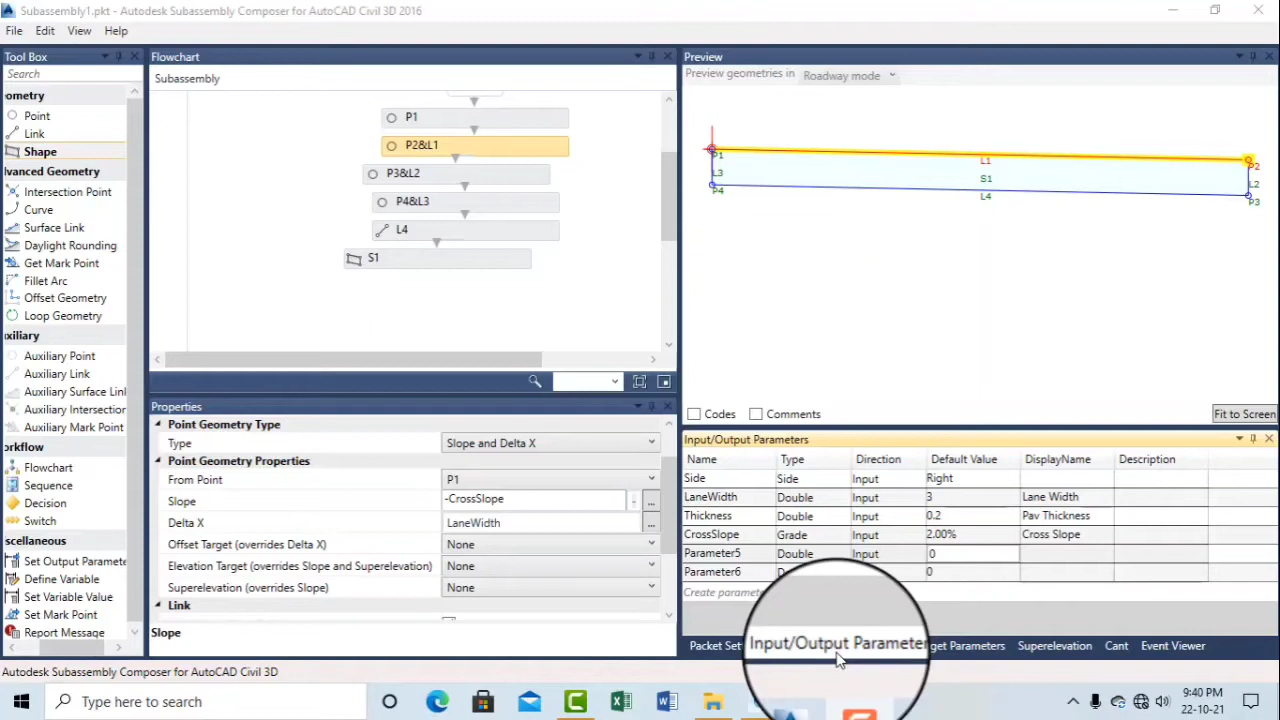 Subassembly1.pkt - Autodesk Subassembly Composer for AutoCAD Civil 3D 2016
File Edit View Help
Tool Box
Search
ometry
Point
Link
Shape
dvanced Geometry
Intersection Point
Curve
Surface Link
Daylight Rounding
Get Mark Point
Fillet Arc
Offset Geometry
Loop Geometry
uxiliary
Auxiliary Point
Auxiliary Link
Auxiliary Surface Link
Auxiliary Intersection
Auxiliary Mark Point
orkflow
Flowchart
Sequence
Decision
Switch
scellaneous
Set Output Paramete
Define Variable
Set Variable Value
Set Mark Point
Report Message
Flowchart
Subassembly
P1
P2&L1
P3&L2
P4&L3
L4
S1
Properties
Point Geometry Type
Type Slope and Delta X
Point Geometry Properties
From Point P1
Slope -CrossSlope ...
Delta X LaneWidth ...
Offset Target (overrides Delta X) None
Elevation Target (overrides Slope and Superelevation) None
Superelevation (overrides Slope) None
Link
Slope
Preview
Preview geometries in Roadway mode
P1 L1 P2
L3 S1 L2
P4 L4 P3
Codes Comments Fit to Screen
Input/Output Parameters
Name Type Direction Default Value DisplayName Description
Side Side Input Right
LaneWidth Double Input 3 Lane Width
Thickness Double Input 0.2 Pav Thickness
CrossSlope Grade Input 2.00% Cross Slope
Parameter5 Double Input 0
Parameter6 0
Create parame
Packet Set Input/Output Parameter get Parameters Superelevation Cant Event Viewer
Autodesk Subassembly Composer for AutoCAD Civil 3D
Type here to search
9:40 PM
22-10-21